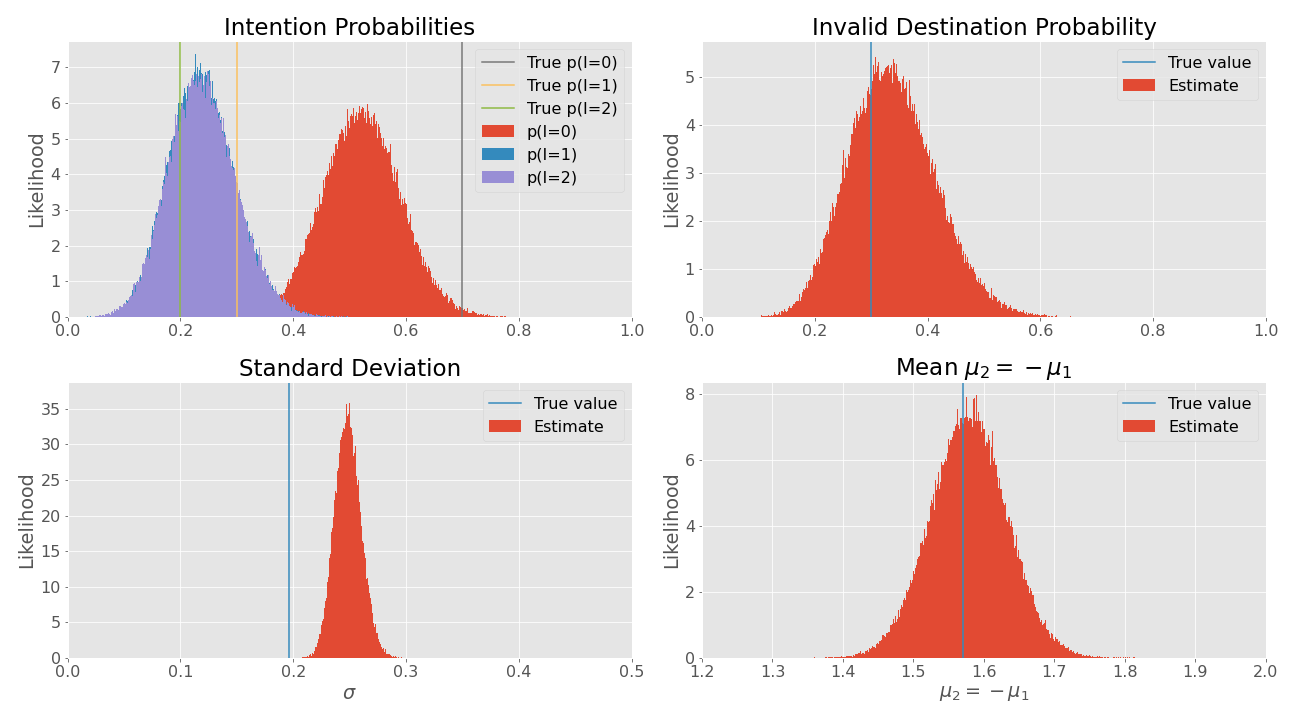 Intention Probabilities
Likelihood
7
6
5
4
3
2
1
0
0.0 0.2 0.4 0.6 0.8 1.0
True p(I=0)
True p(I=1)
True p(I=2)
p(I=0)
p(I=1)
p(I=2)
Invalid Destination Probability
Likelihood
5
4
3
2
1
0
0.0 0.2 0.4 0.6 0.8 1.0
True value
Estimate
Standard Deviation
Likelihood
35
30
25
20
15
10
5
0
0.0 0.1 0.2 0.3 0.4 0.5
σ
True value
Estimate
Mean μ₂ = −μ₁
Likelihood
8
6
4
2
0
1.2 1.3 1.4 1.5 1.6 1.7 1.8 1.9 2.0
μ₂ = −μ₁
True value
Estimate